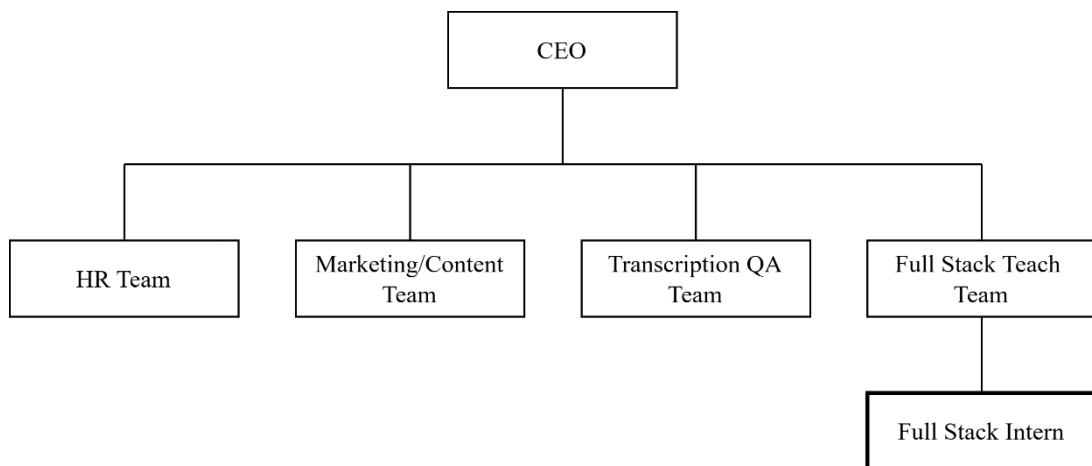 CEO
HR Team
Marketing/Content
Team
Transcription QA
Team
Full Stack Teach
Team
Full Stack Intern